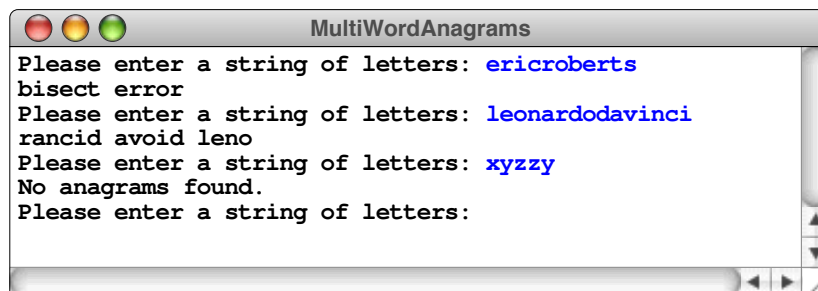 MultiWordAnagrams
Please enter a string of letters: ericroberts
bisect error
Please enter a string of letters: leonardodavinci
rancid avoid leno
Please enter a string of letters: xyzzy
No anagrams found.
Please enter a string of letters: